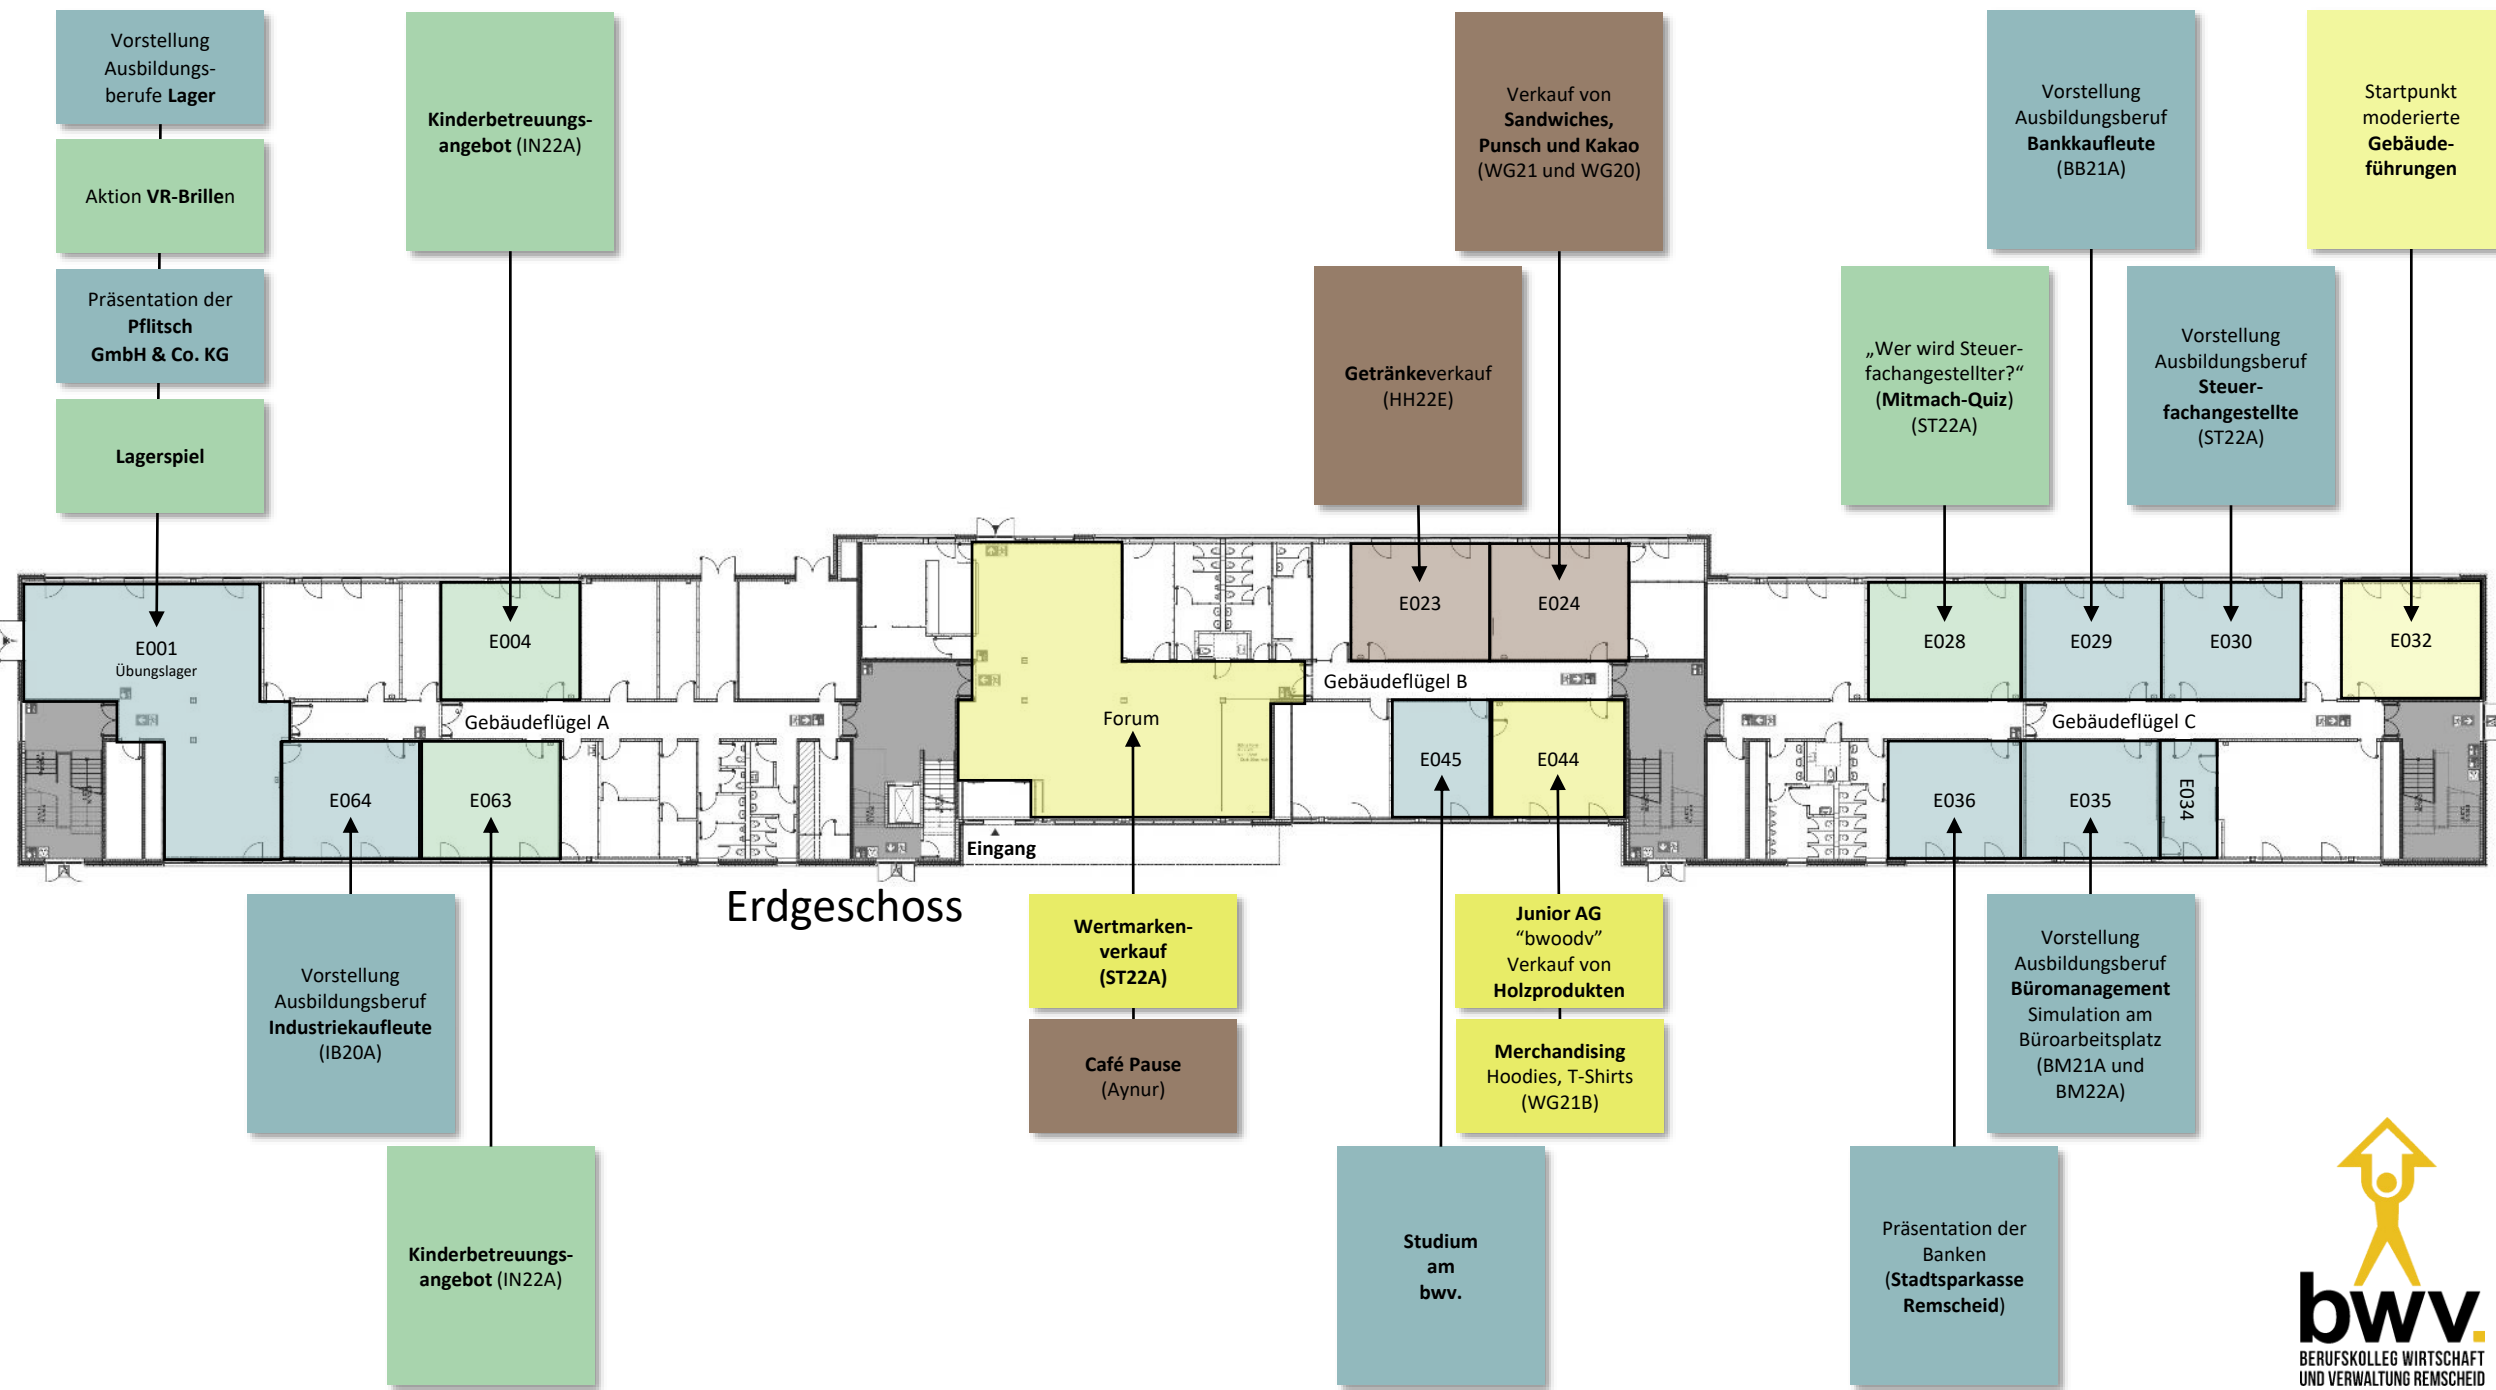 Vorstellung
Ausbildungs-
berufe Lager
Aktion VR-Brillen
Präsentation der
Pflitsch
GmbH & Co. KG
Lagerspiel
Kinderbetreuungs-
angebot (IN22A)
Verkauf von
Sandwiches,
Punsch und Kakao
(WG21 und WG20)
Getränkeverkauf
(HH22E)
Vorstellung
Ausbildungsberuf
Bankkaufleute
(BB21A)
Startpunkt
moderierte
Gebäude-
führungen
„Wer wird Steuer-
fachangestellter?“
(Mitmach-Quiz)
(ST22A)
Vorstellung
Ausbildungsberuf
Steuer-
fachangestellte
(ST22A)
E001
Übungslager
E004
E023
E024
E028
E029
E030
E032
Gebäudeflügel A
Forum
Gebäudeflügel B
Gebäudeflügel C
E064
E063
E045
E044
E036
E035
E034
Eingang
Erdgeschoss
Vorstellung
Ausbildungsberuf
Industriekaufleute
(IB20A)
Kinderbetreuungs-
angebot (IN22A)
Wertmarken-
verkauf
(ST22A)
Café Pause
(Aynur)
Junior AG
“bwoodv”
Verkauf von
Holzprodukten
Merchandising
Hoodies, T-Shirts
(WG21B)
Studium
am
bwv.
Vorstellung
Ausbildungsberuf
Büromanagement
Simulation am
Büroarbeitsplatz
(BM21A und
BM22A)
Präsentation der
Banken
(Stadtsparkasse
Remscheid)
bwv.
BERUFSKOLLEG WIRTSCHAFT
UND VERWALTUNG REMSCHEID